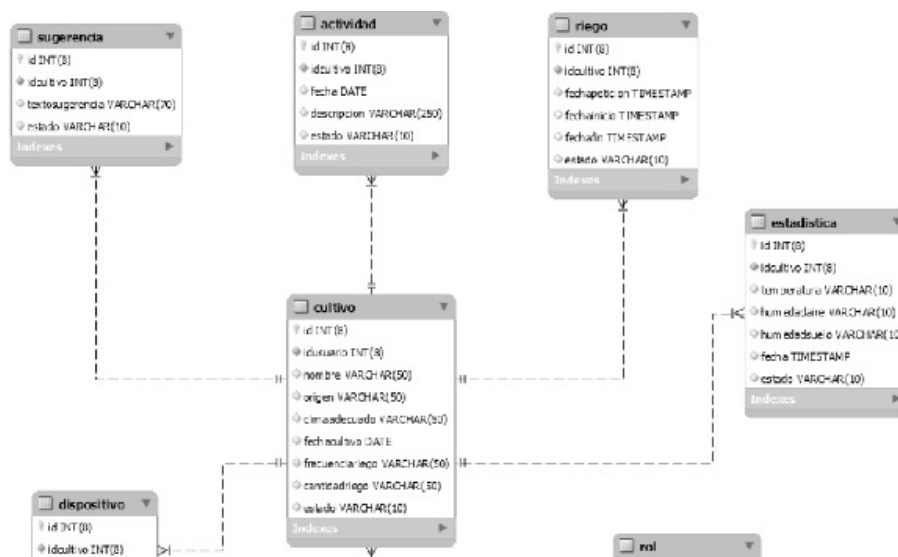 sugerencia
id INT(8)
idcultivo INT(8)
textosugerencia VARCHAR(70)
estado VARCHAR(10)
Indexes
actividad
id INT(8)
idcultivo INT(8)
fecha DATE
descripcion VARCHAR(250)
estado VARCHAR(10)
Indexes
riego
id INT(8)
idcultivo INT(8)
fechapeticion TIMESTAMP
fechainicio TIMESTAMP
fechafin TIMESTAMP
estado VARCHAR(10)
Indexes
estadistica
id INT(8)
idcultivo INT(8)
temperatura VARCHAR(10)
humedadaire VARCHAR(10)
humedadsuelo VARCHAR(10
fecha TIMESTAMP
estado VARCHAR(10)
Indexes
cultivo
id INT(8)
idusuario INT(8)
nombre VARCHAR(50)
origen VARCHAR(50)
climaadecuado VARCHAR(50)
fechacultivo DATE
frecuenciariego VARCHAR(50)
cantidadriego VARCHAR(50)
estado VARCHAR(10)
Indexes
dispositivo
id INT(8)
idcultivo INT(8)
rol